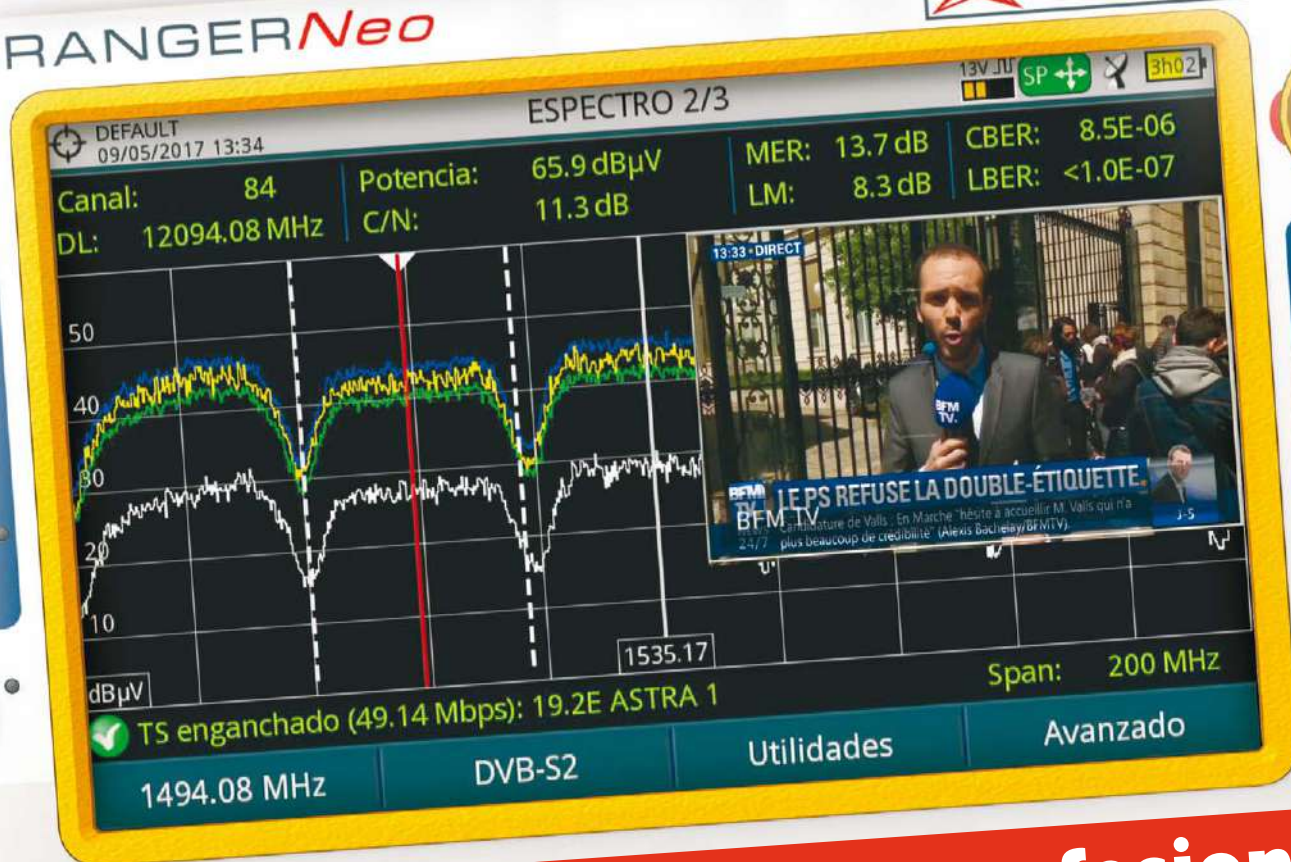 RANGERNeo
DEFAULT
09/05/2017 13:34
ESPECTRO 2/3
13V
SP
3h02
Canal: 84
DL: 12094.08 MHz
Potencia: 65.9 dBµV
C/N: 11.3 dB
MER: 13.7 dB
LM: 8.3 dB
CBER: 8.5E-06
LBER: <1.0E-07
50
40
30
20
10
dBµV
1535.17
13:33 • DIRECT
BFM TV.
BFM TV
LE PS REFUSE LA DOUBLE-ÉTIQUETTE
BFM TV
Candidature de Valls : En Marche "hésite à accueillir M. Valls qui n'a
24/7 plus beaucoup de crédibilité" (Alexis Bachelay/BFMTV).
J-5
Span: 200 MHz
TS enganchado (49.14 Mbps): 19.2E ASTRA 1
1494.08 MHz
DVB-S2
Utilidades
Avanzado